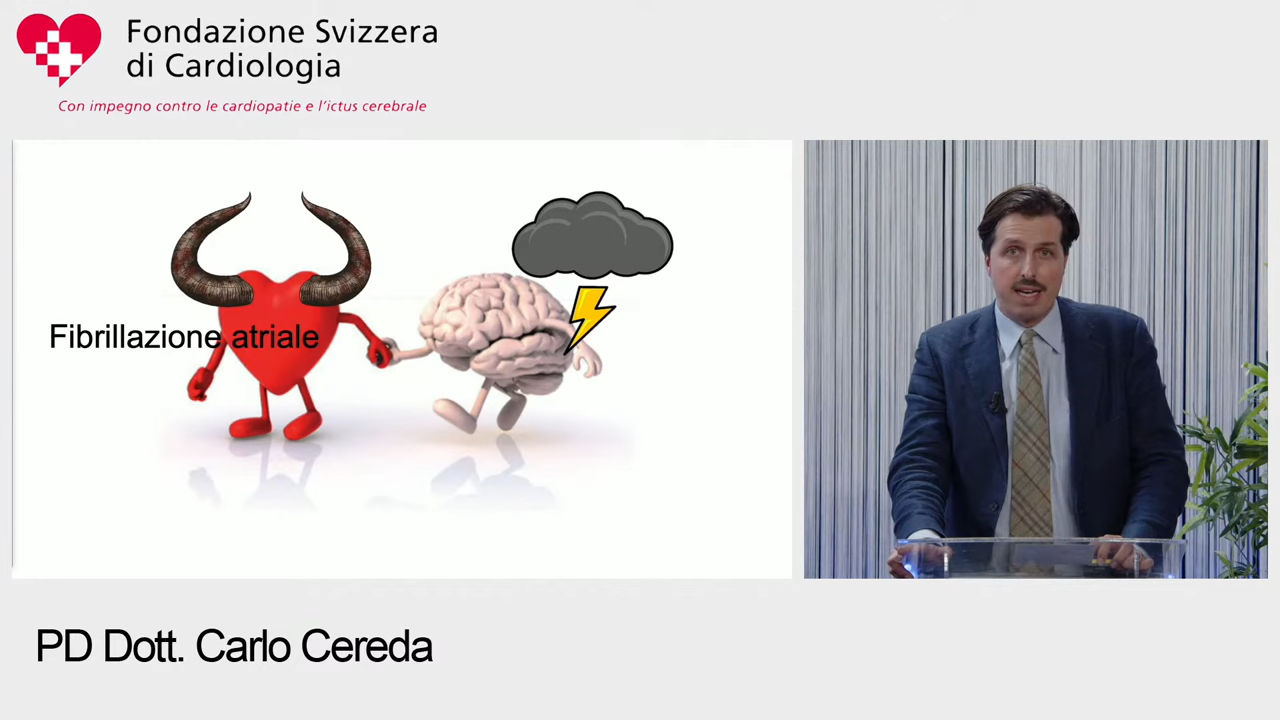 Fondazione Svizzera
di Cardiologia
Con impegno contro le cardiopatie e l'ictus cerebrale
Fibrillazione atriale
PD Dott. Carlo Cereda